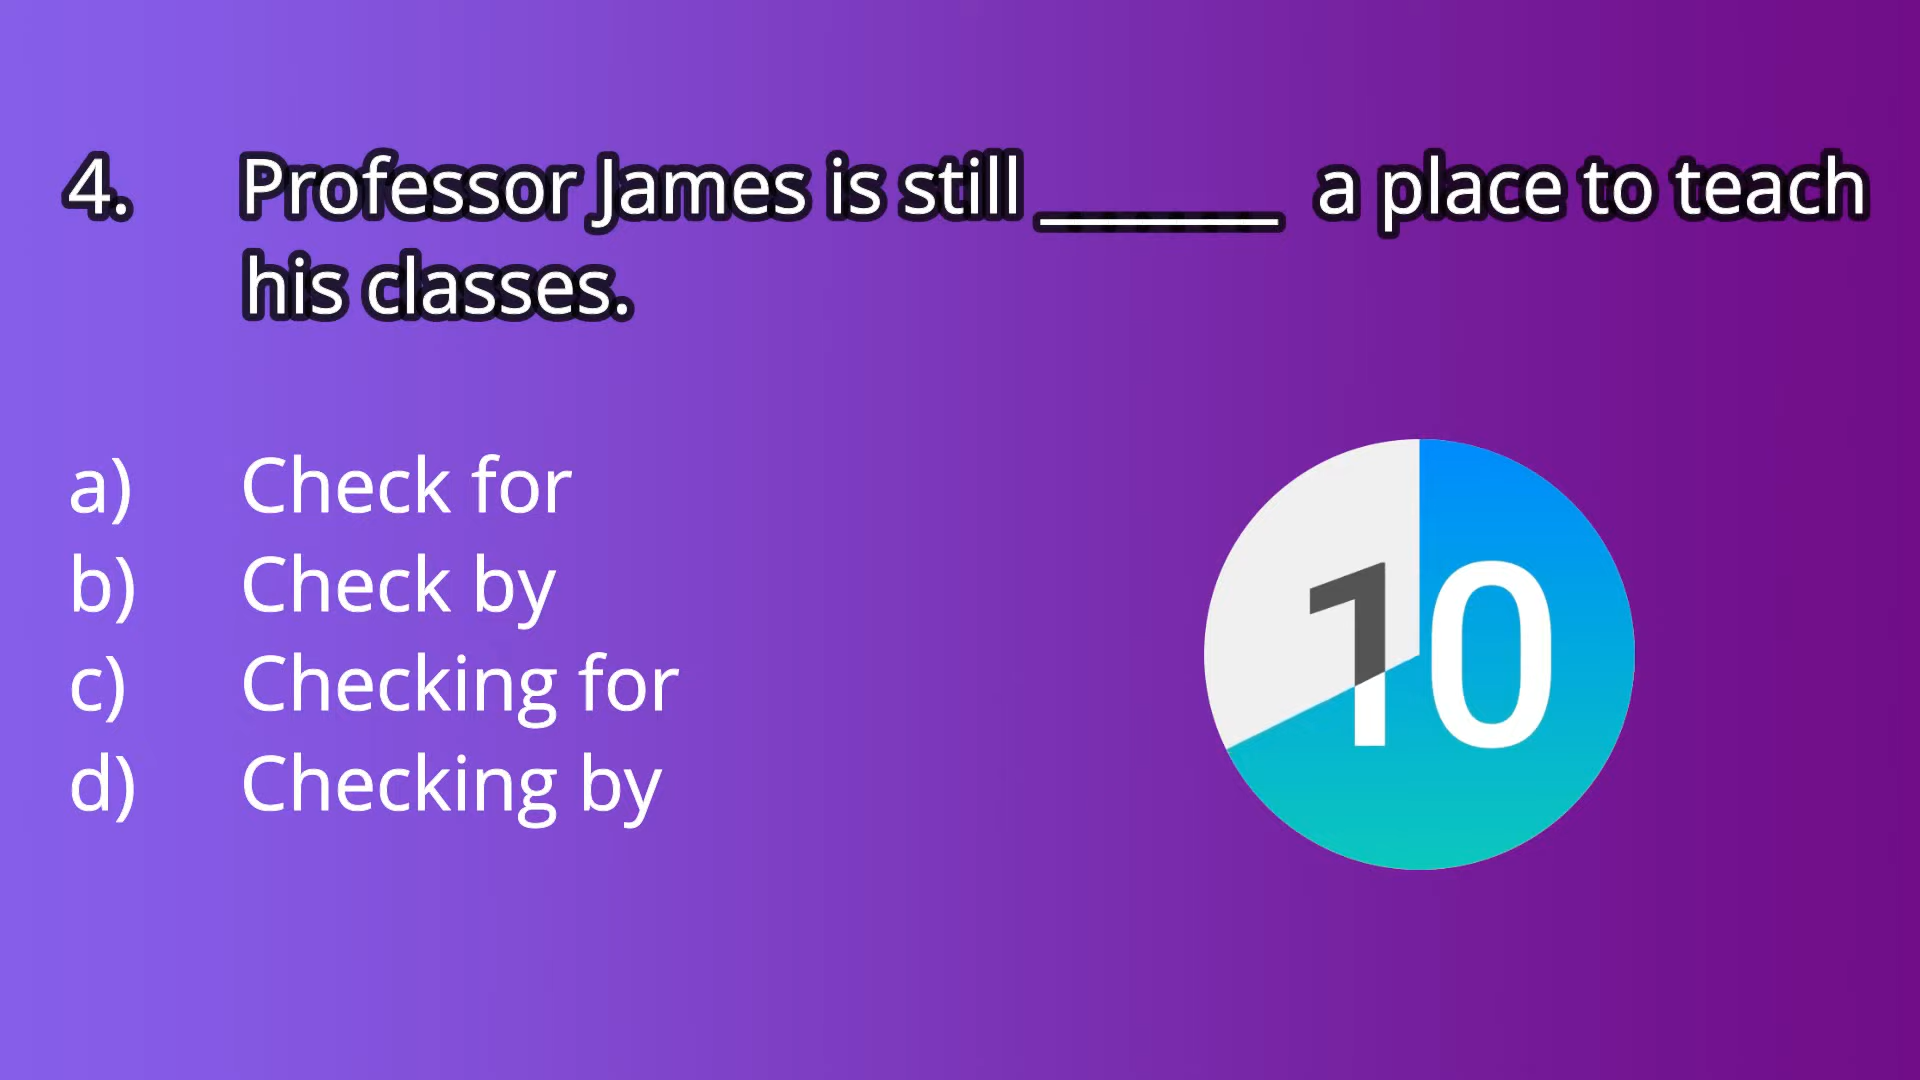 4. Professor James is still ______ a place to teach
his classes.
a) Check for
b) Check by
c) Checking for
d) Checking by
10